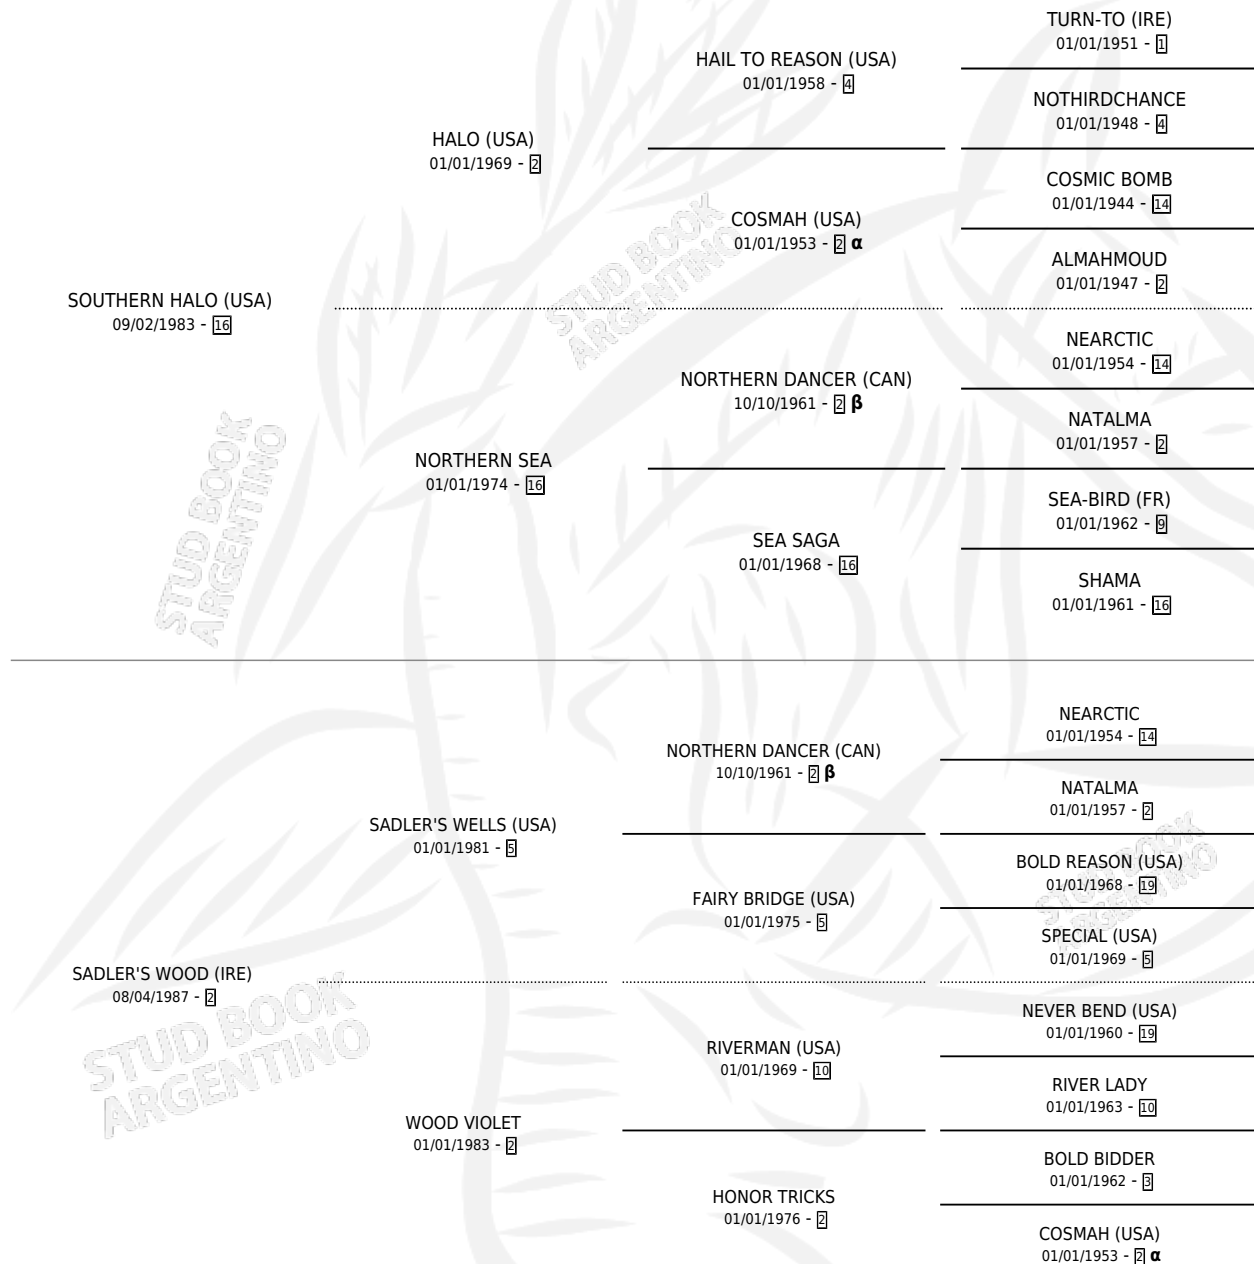 TURN-TO (IRE)
01/01/1951 - 1
HAIL TO REASON (USA)
01/01/1958 - 4
NOTHIRDCHANCE
01/01/1948 - 4
HALO (USA)
01/01/1969 - 2
COSMIC BOMB
01/01/1944 - 14
COSMAH (USA)
01/01/1953 - 2 α
ALMAHMOUD
01/01/1947 - 2
SOUTHERN HALO (USA)
09/02/1983 - 16
STUD BOOK
ARGENTINO
NEARCTIC
01/01/1954 - 14
NORTHERN DANCER (CAN)
10/10/1961 - 2 β
NATALMA
01/01/1957 - 2
NORTHERN SEA
01/01/1974 - 16
SEA-BIRD (FR)
01/01/1962 - 9
SEA SAGA
01/01/1968 - 16
SHAMA
01/01/1961 - 16
STUD BOOK
ARGENTINO
NEARCTIC
01/01/1954 - 14
NORTHERN DANCER (CAN)
10/10/1961 - 2 β
NATALMA
01/01/1957 - 2
SADLER'S WELLS (USA)
01/01/1981 - 5
BOLD REASON (USA)
01/01/1968 - 19
FAIRY BRIDGE (USA)
01/01/1975 - 5
SPECIAL (USA)
01/01/1969 - 5
STUD BOOK
ARGENTINO
SADLER'S WOOD (IRE)
08/04/1987 - 2
NEVER BEND (USA)
01/01/1960 - 19
RIVERMAN (USA)
01/01/1969 - 10
RIVER LADY
01/01/1963 - 10
STUD BOOK
ARGENTINO
WOOD VIOLET
01/01/1983 - 2
BOLD BIDDER
01/01/1962 - 3
HONOR TRICKS
01/01/1976 - 2
COSMAH (USA)
01/01/1953 - 2 α